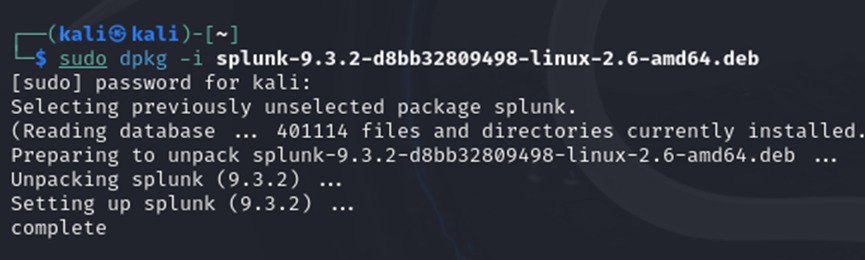 ┌──(kali㉿kali)-[~]
└─$ sudo dpkg -i splunk-9.3.2-d8bb32809498-linux-2.6-amd64.deb
[sudo] password for kali:
Selecting previously unselected package splunk.
(Reading database ... 401114 files and directories currently installed.
Preparing to unpack splunk-9.3.2-d8bb32809498-linux-2.6-amd64.deb ...
Unpacking splunk (9.3.2) ...
Setting up splunk (9.3.2) ...
complete